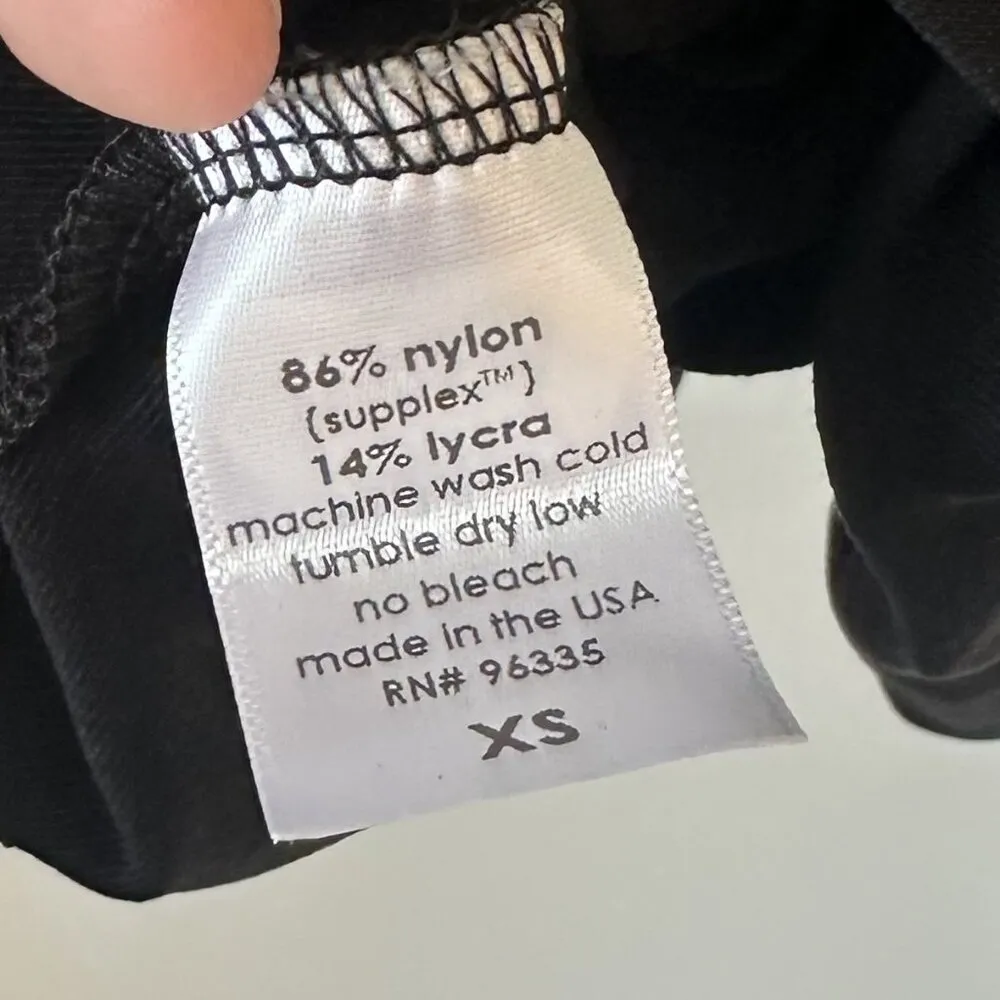 86% nylon
{supplex™}
14% lycra
machine wash cold
tumble dry low
no bleach
made in the USA
RN# 96335
XS